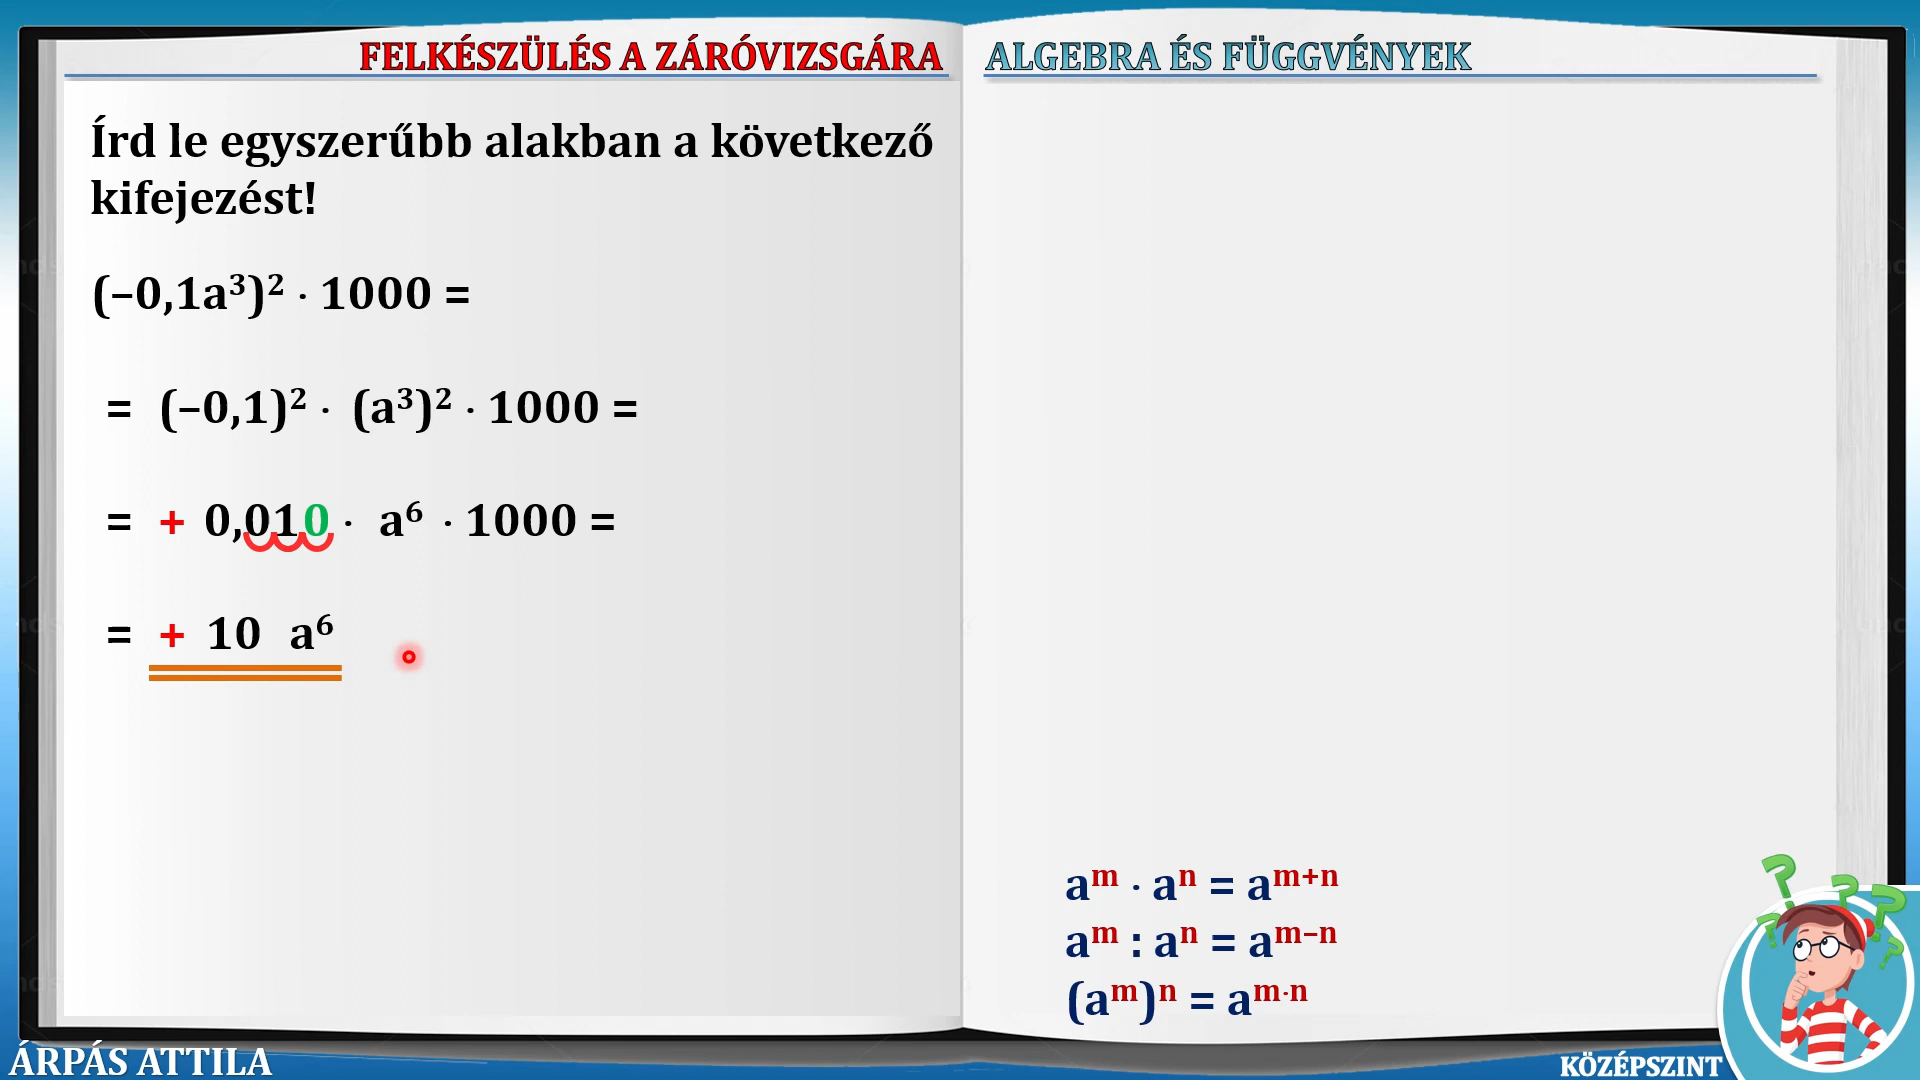 FELKÉSZÜLÉS A ZÁRÓVIZSGÁRA
ALGEBRA ÉS FÜGGVÉNYEK
Írd le egyszerűbb alakban a következő
kifejezést!
(–0,1a³)² · 1000 =
= (–0,1)² · (a³)² · 1000 =
= + 0,010 · a⁶ · 1000 =
= + 10 a⁶
aᵐ · aⁿ = aᵐ⁺ⁿ
aᵐ : aⁿ = aᵐ⁻ⁿ
(aᵐ)ⁿ = aᵐ·ⁿ
ÁRPÁS ATTILA
KÖZÉPSZINT